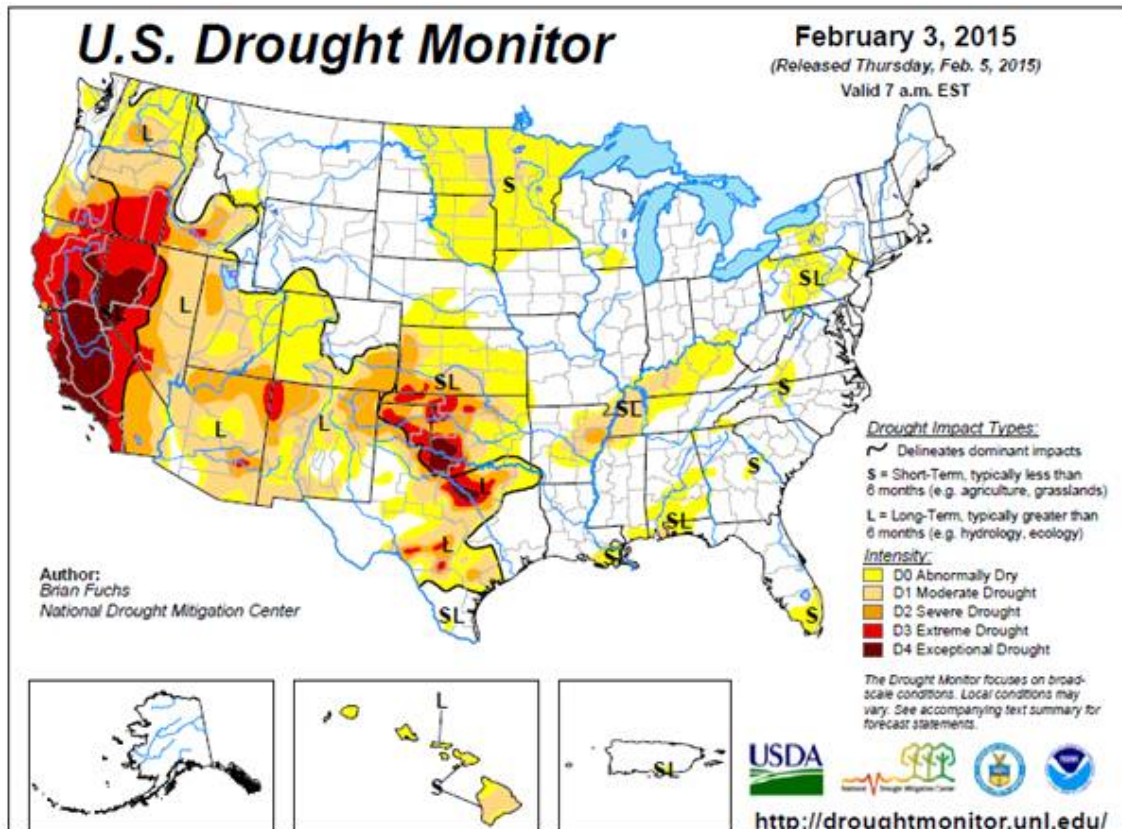 U.S. Drought Monitor
February 3, 2015
(Released Thursday, Feb. 5, 2015)
Valid 7 a.m. EST
L
S
SL
L
SL
SL
S
L
L
L
S
L
SL
L
S
SL
S
Drought Impact Types:
Delineates dominant impacts
S = Short-Term, typically less than
6 months (e.g. agriculture, grasslands)
L = Long-Term, typically greater than
6 months (e.g. hydrology, ecology)
Intensity:
D0 Abnormally Dry
D1 Moderate Drought
D2 Severe Drought
D3 Extreme Drought
D4 Exceptional Drought
Author:
Brian Fuchs
National Drought Mitigation Center
The Drought Monitor focuses on broad-
scale conditions. Local conditions may
vary. See accompanying text summary for
forecast statements.
L
S
SL
USDA
National Drought Mitigation Center
http://droughtmonitor.unl.edu/